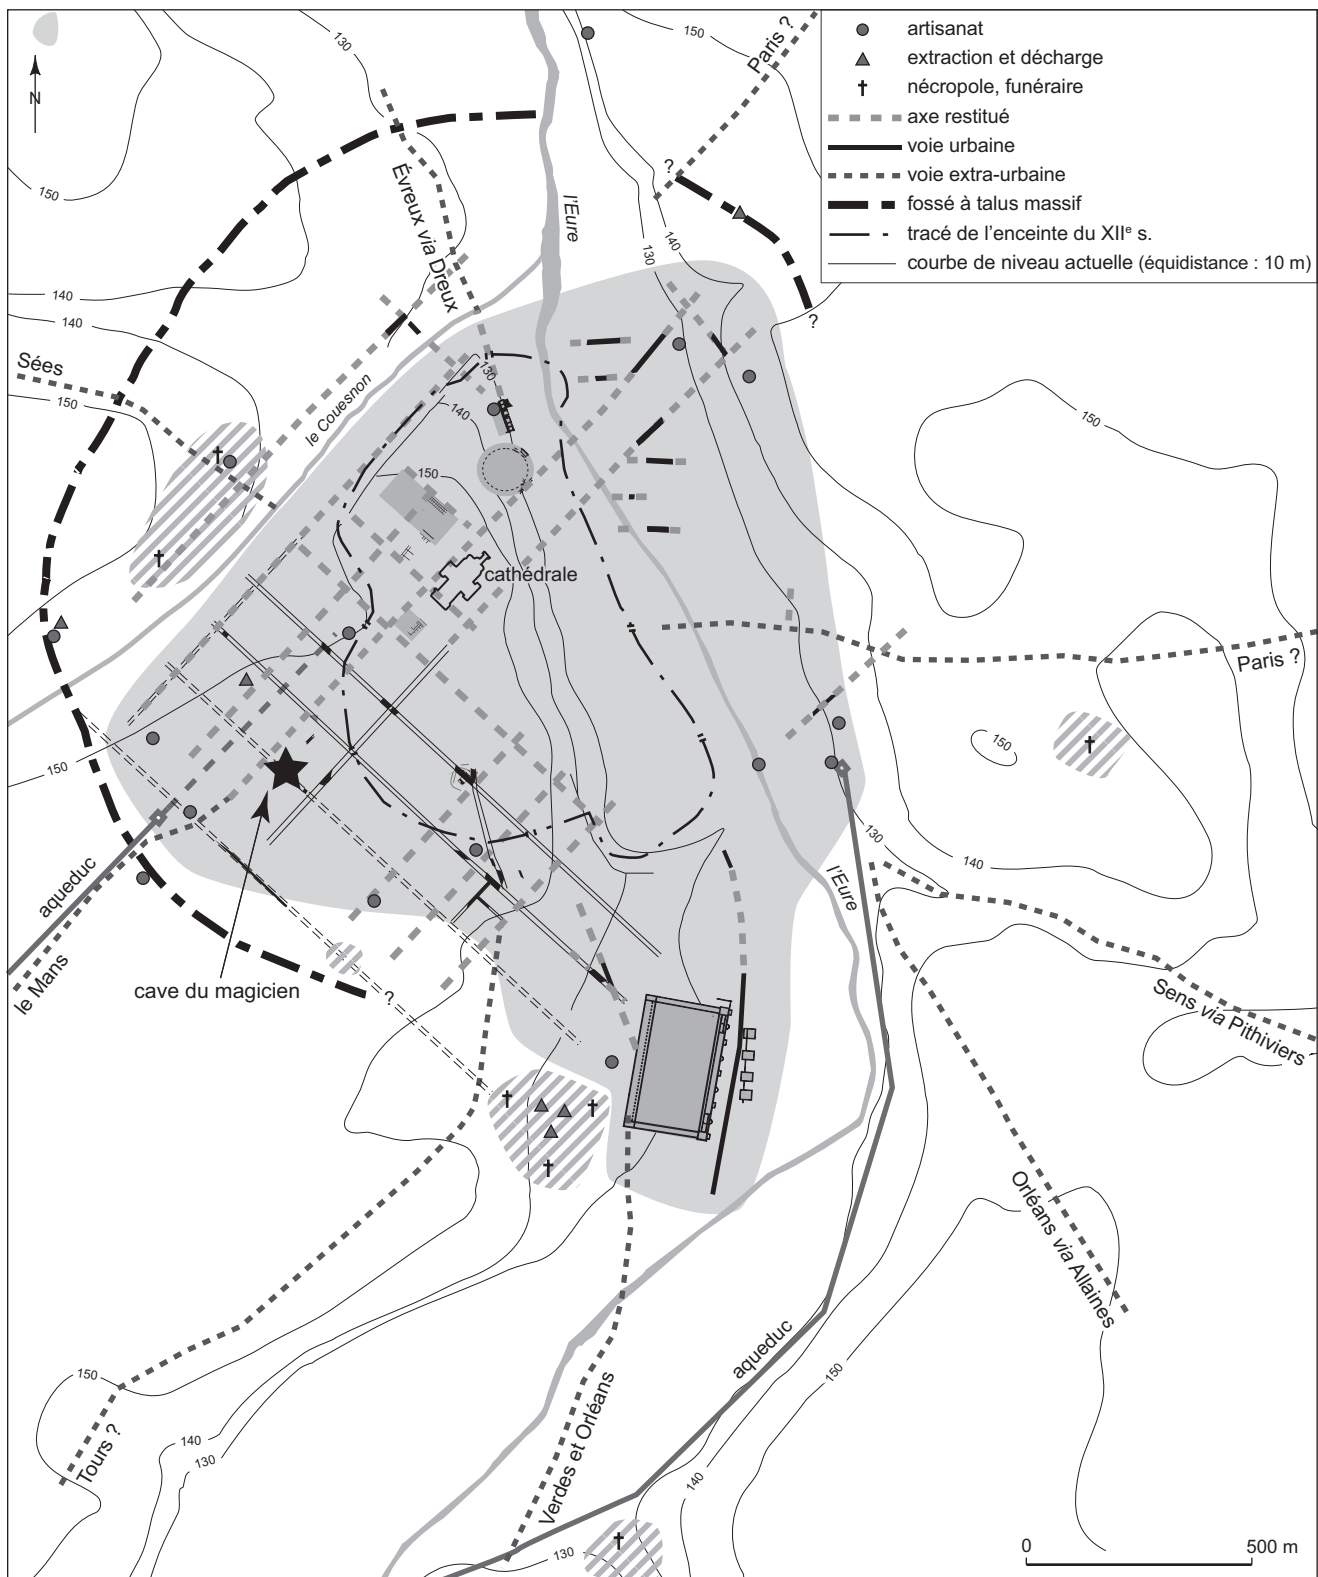 artisanat
extraction et décharge
nécropole, funéraire
axe restitué
voie urbaine
voie extra-urbaine
fossé à talus massif
tracé de l'enceinte du XIIe s.
courbe de niveau actuelle (équidistance : 10 m)
N
130
150
Paris ?
150
?
Évreux via Dreux
l'Eure
130
140
?
140
140
Sées
150
le Couesnon
130
140
150
150
cathédrale
Paris ?
150
150
130
140
aqueduc
le Mans
cave du magicien
?
l'Eure
Sens via Pithiviers
Orléans via Allaines
aqueduc
150
150
Tours ?
140
130
Verdes et Orléans
140
130
0
500 m